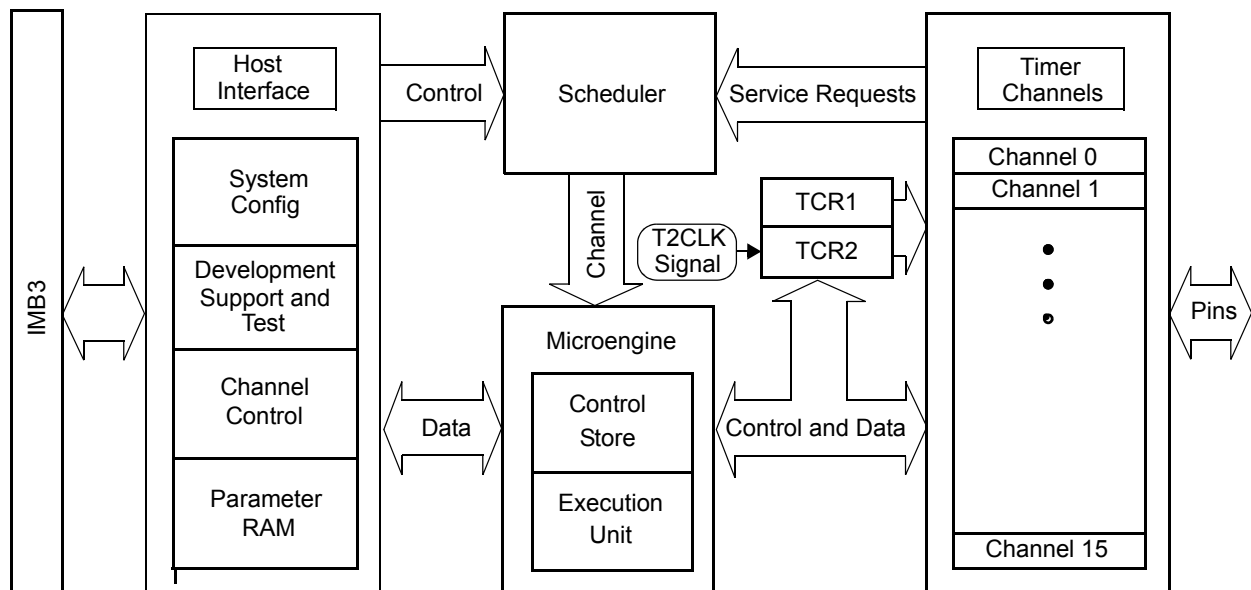 IMB3
Host
Interface
System
Config
Development
Support and
Test
Channel
Control
Parameter
RAM
Control
Data
Scheduler
Channel
Microengine
Control
Store
Execution
Unit
Service Requests
T2CLK
Signal
TCR1
TCR2
Control and Data
Timer
Channels
Channel 0
Channel 1
Channel 15
Pins